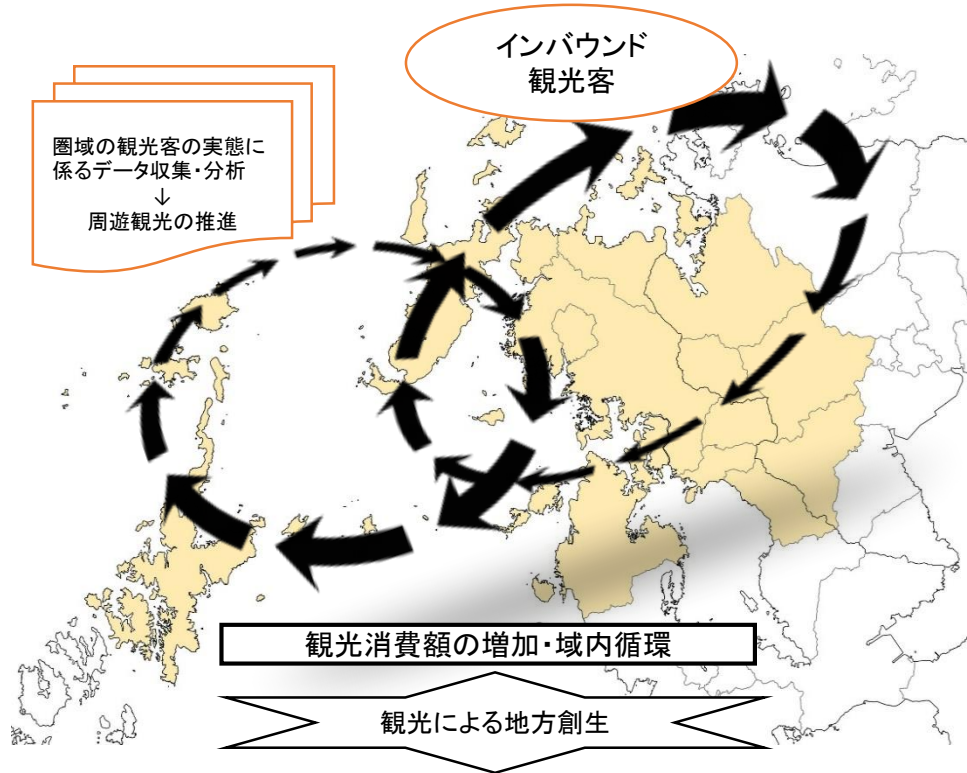 インバウンド
観光客
圏域の観光客の実態に
係るデータ収集・分析
↓
周遊観光の推進
観光消費額の増加・域内循環
観光による地方創生